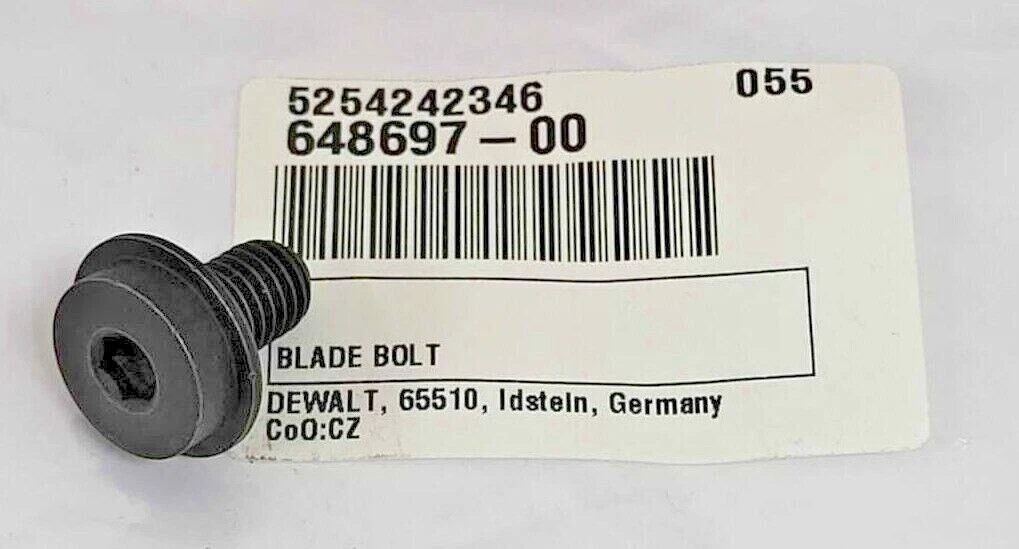 055
5254242346
648697-00
BLADE BOLT
DEWALT, 65510, Idstein, Germany
CoO:CZ